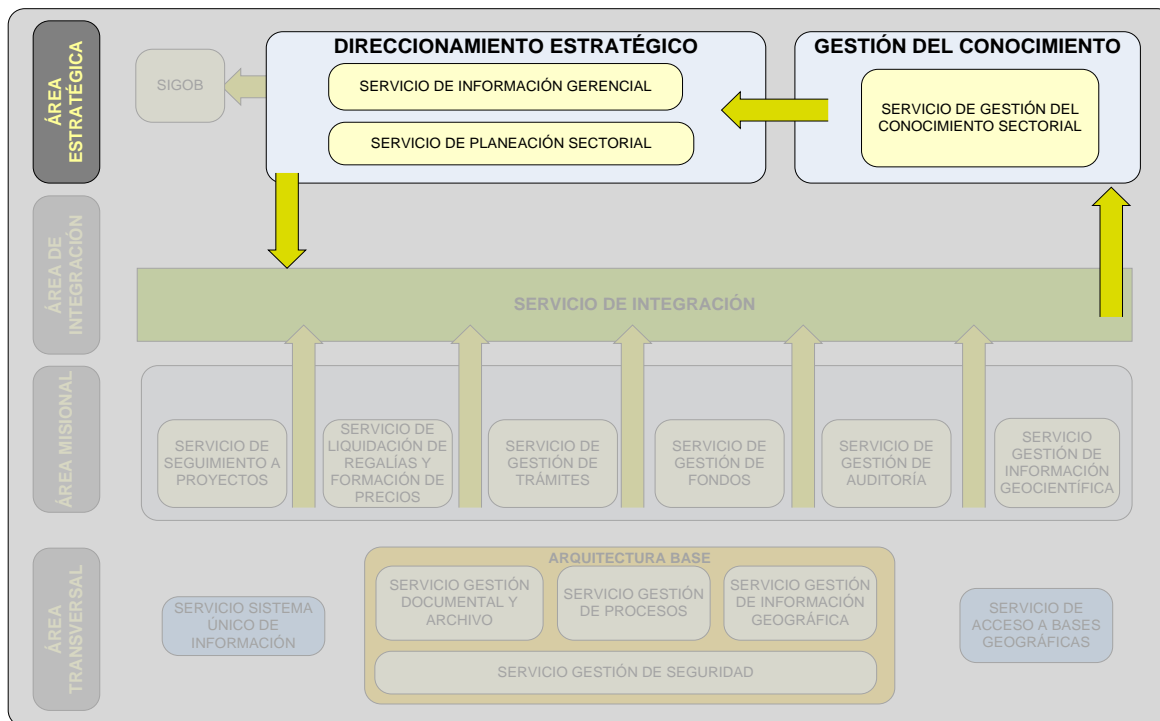 ÁREA
ESTRATÉGICA
SIGOB
DIRECCIONAMIENTO ESTRATÉGICO
SERVICIO DE INFORMACIÓN GERENCIAL
SERVICIO DE PLANEACIÓN SECTORIAL
GESTIÓN DEL CONOCIMIENTO
SERVICIO DE GESTIÓN DEL
CONOCIMIENTO SECTORIAL
ÁREA DE
INTEGRACIÓN
SERVICIO DE INTEGRACIÓN
ÁREA MISIONAL
SERVICIO DE
SEGUIMIENTO A
PROYECTOS
SERVICIO DE
LIQUIDACIÓN DE
REGALÍAS Y
FORMACIÓN DE
PRECIOS
SERVICIO DE
GESTIÓN DE
TRÁMITES
SERVICIO DE
GESTIÓN DE
FONDOS
SERVICIO DE
GESTIÓN DE
AUDITORÍA
SERVICIO
GESTIÓN DE
INFORMACIÓN
GEOCIENTÍFICA
ÁREA
TRANSVERSAL
SERVICIO SISTEMA
ÚNICO DE
INFORMACIÓN
ARQUITECTURA BASE
SERVICIO GESTIÓN
DOCUMENTAL Y
ARCHIVO
SERVICIO GESTIÓN
DE PROCESOS
SERVICIO GESTIÓN
DE INFORMACIÓN
GEOGRÁFICA
SERVICIO GESTIÓN DE SEGURIDAD
SERVICIO DE
ACCESO A BASES
GEOGRÁFICAS